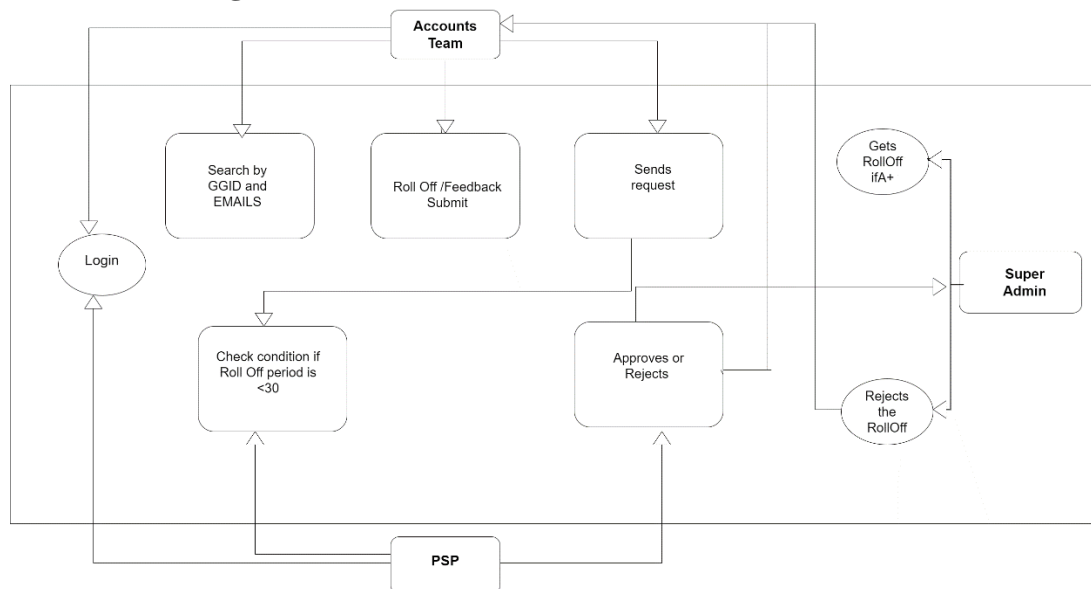 Accounts
Team
Search by
GGID and
EMAILS
Roll Off /Feedback
Submit
Sends
request
Gets
RollOff
ifA+
Login
Super
Admin
Check condition if
Roll Off period is
<30
Approves or
Rejects
Rejects
the
RollOff
PSP